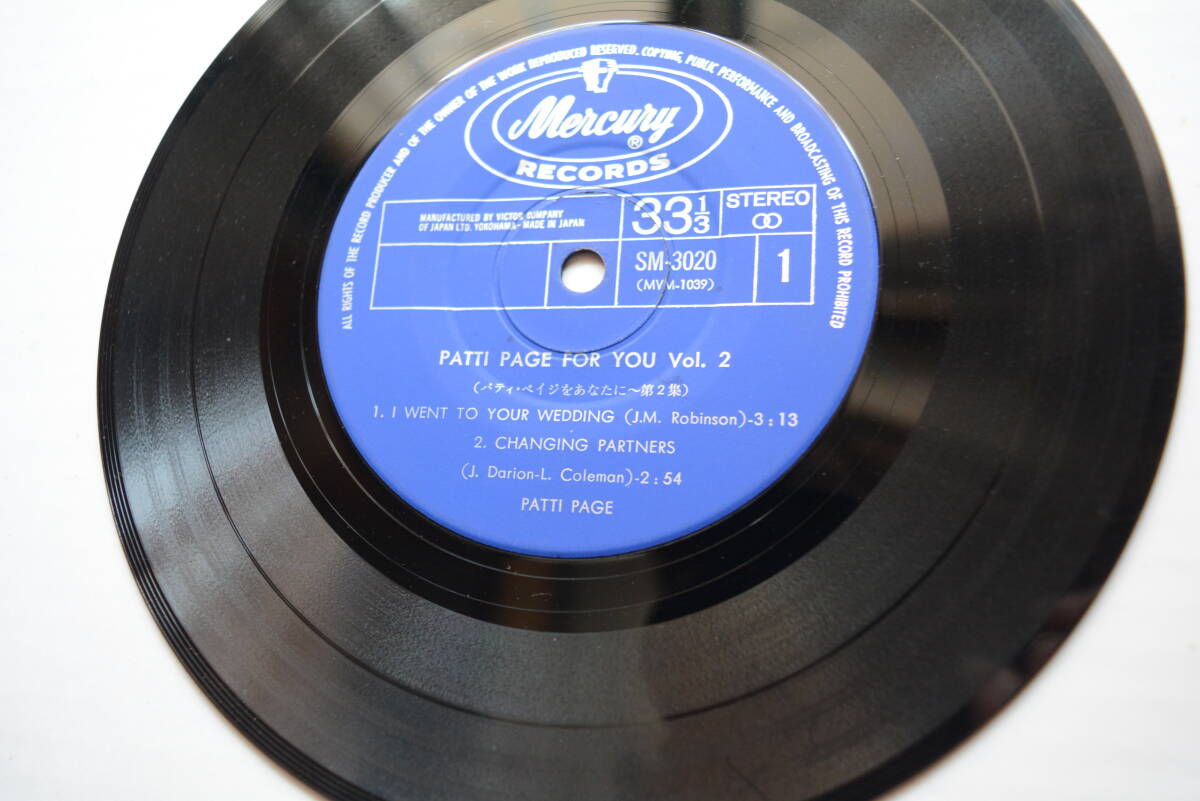 ALL RIGHTS OF THE RECORD PRODUCER AND OF THE OWNER OF THE WORK REPRODUCED RESERVED. COPYING, PUBLIC PERFORMANCE AND BROADCASTING OF THIS RECORD PROHIBITED
Mercury ®
RECORDS
MANUFACTURED BY VICTOR COMPANY
OF JAPAN LTD. YOKOHAMA- MADE IN JAPAN
33 1/3
STEREO
SM-3020
(MVM-1039)
1
PATTI PAGE FOR YOU Vol. 2
(パティ・ペイジをあなたに〜第2集)
1. I WENT TO YOUR WEDDING (J.M. Robinson)-3:13
2. CHANGING PARTNERS
(J. Darion-L. Coleman)-2:54
PATTI PAGE